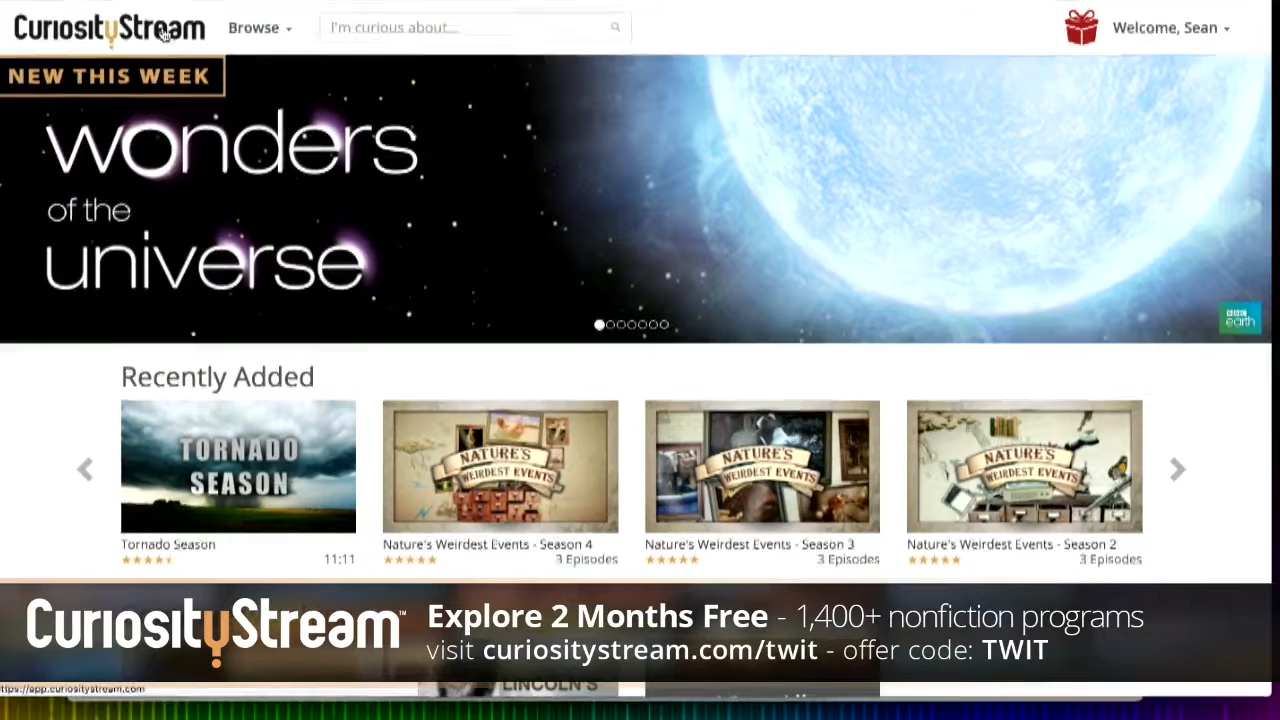 CURIOSITYSTREAM
Browse
I'm curious about...
Welcome, Sean
NEW THIS WEEK
wonders
of the
universe
BBC
earth
Recently Added
TORNADO
SEASON
NATURE'S
WEIRDEST EVENTS
NATURE'S
WEIRDEST EVENTS
NATURE'S
WEIRDEST EVENTS
Tornado Season
11:11
Nature's Weirdest Events - Season 4
3 Episodes
Nature's Weirdest Events - Season 3
3 Episodes
Nature's Weirdest Events - Season 2
3 Episodes
CURIOSITYSTREAM™
Explore 2 Months Free - 1,400+ nonfiction programs
visit curiositystream.com/twit - offer code: TWIT
ttps://app.curiositystream.com
LINCOLN'S